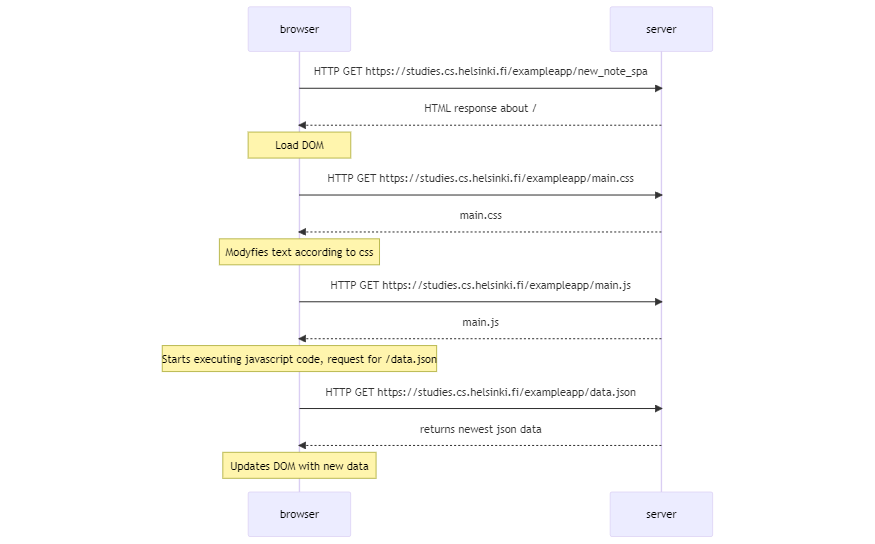 browser server
HTTP GET https://studies.cs.helsinki.fi/exampleapp/new_note_spa
HTML response about /
Load DOM
HTTP GET https://studies.cs.helsinki.fi/exampleapp/main.css
main.css
Modyfies text according to css
HTTP GET https://studies.cs.helsinki.fi/exampleapp/main.js
main.js
Starts executing javascript code, request for /data.json
HTTP GET https://studies.cs.helsinki.fi/exampleapp/data.json
returns newest json data
Updates DOM with new data
browser server